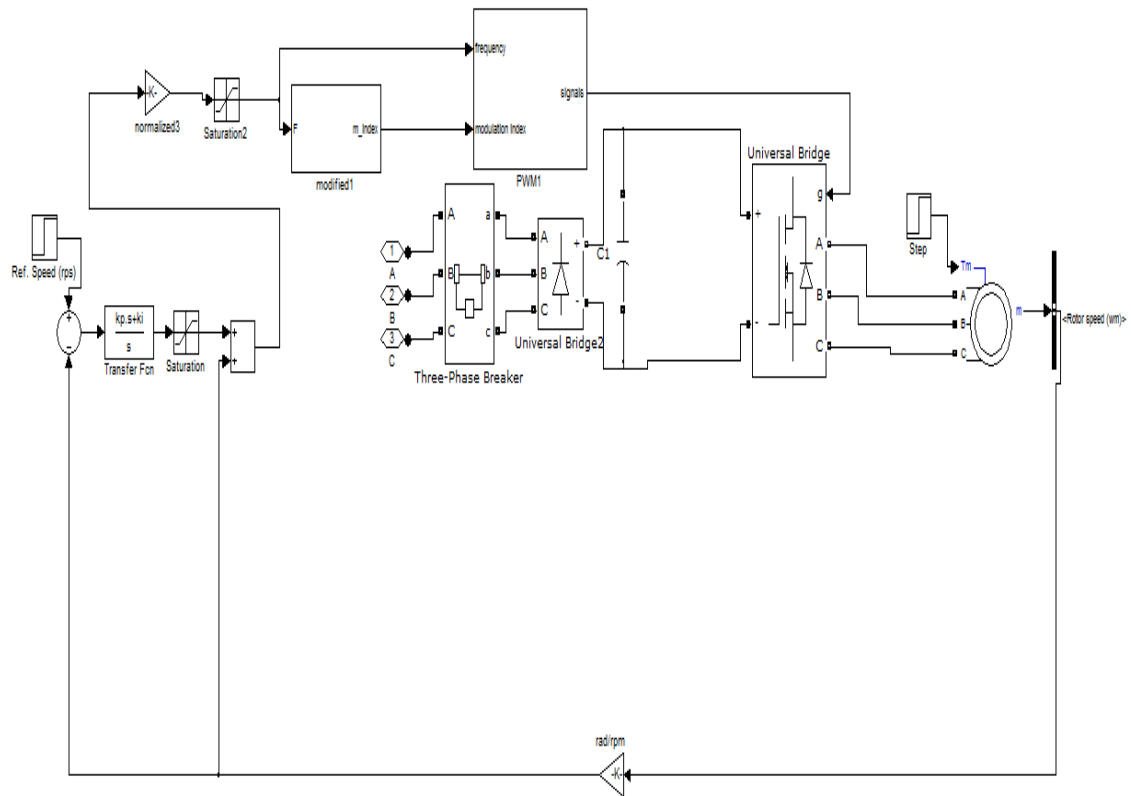 frequency
signals
modulation Index
PWM1
-K-
normalized3
Saturation2
F
m_Index
modified1
Universal Bridge
g
+
-
A
B
C
Ref. Speed (rps)
+
−
kp.s+ki
s
Transfer Fcn
Saturation
+
+
1
A
2
B
3
C
A
B
C
a
b
c
Three-Phase Breaker
A
B
C
+
-
Universal Bridge2
C1
Step
Tm
A
B
C
m
<Rotor speed (wm)>
rad/rpm
-K-